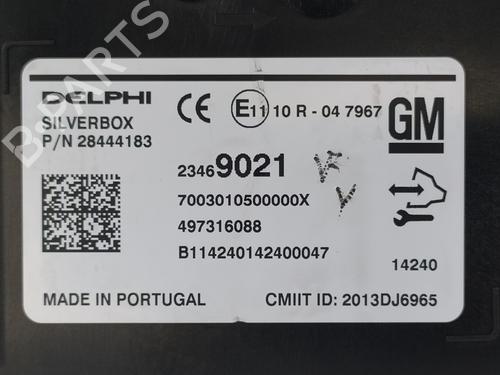 DELPHI
SILVERBOX
P/N 28444183
CE
E11 10 R - 04 7967
GM
23469021
7003010500000X
497316088
B114240142400047
14240
MADE IN PORTUGAL
CMIIT ID: 2013DJ6965
B-PARTS